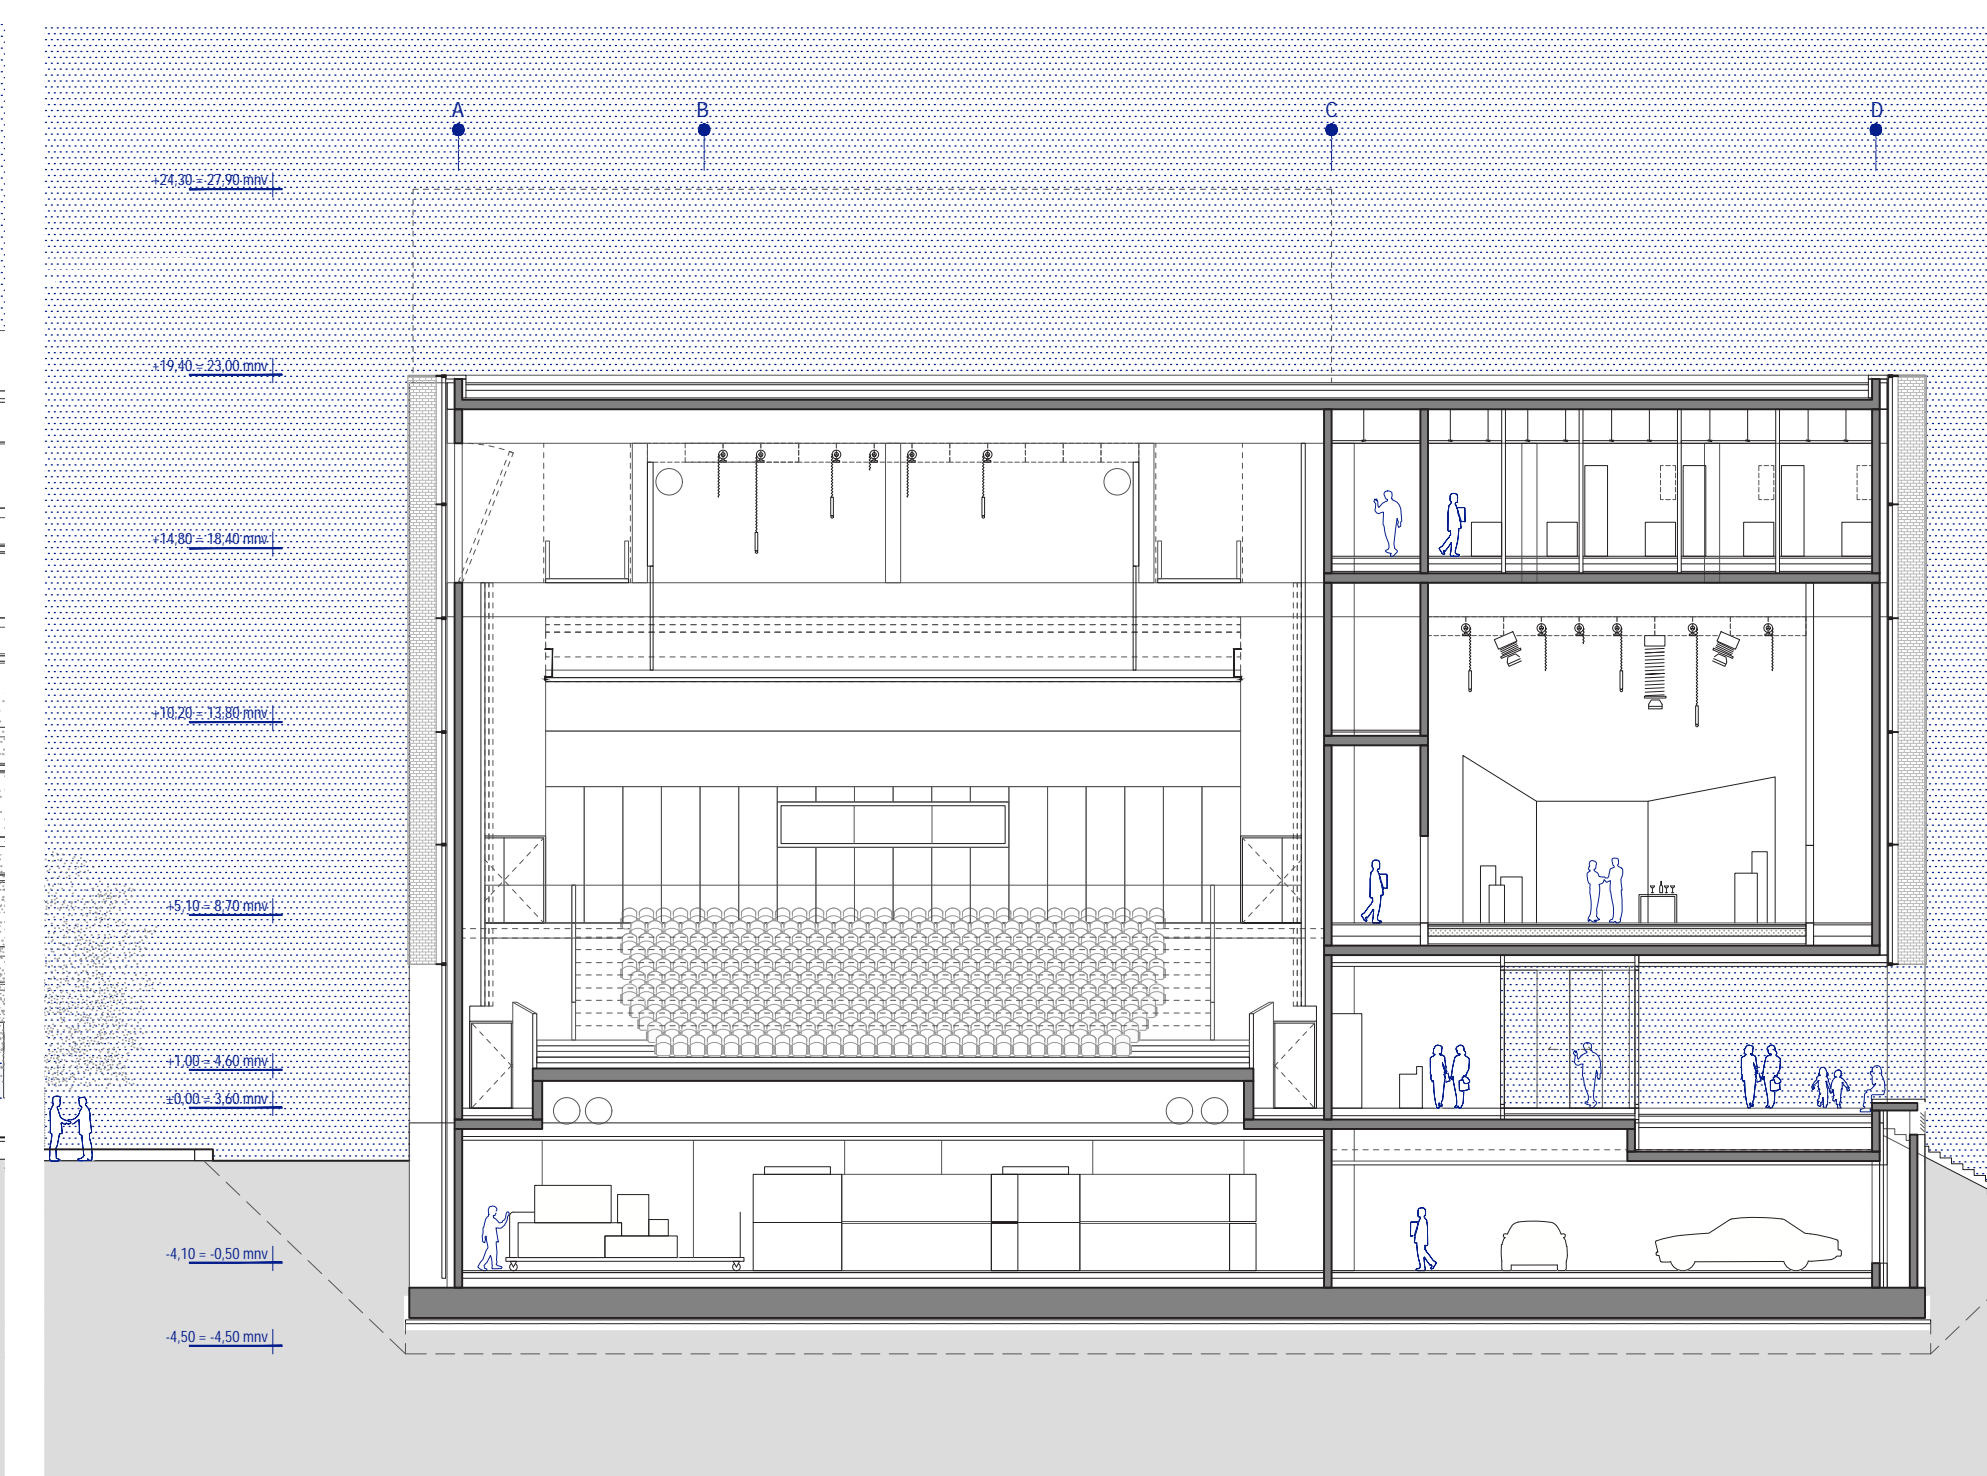 A
B
C
D
+24,30 = 27,90 mnv
+19,40 = 23,00 mnv
+14,80 = 18,40 mnv
+10,20 = 13,80 mnv
+5,10 = 8,70 mnv
+1,00 = 4,60 mnv
±0,00 = 3,60 mnv
-4,10 = -0,50 mnv
-4,50 = -4,50 mnv